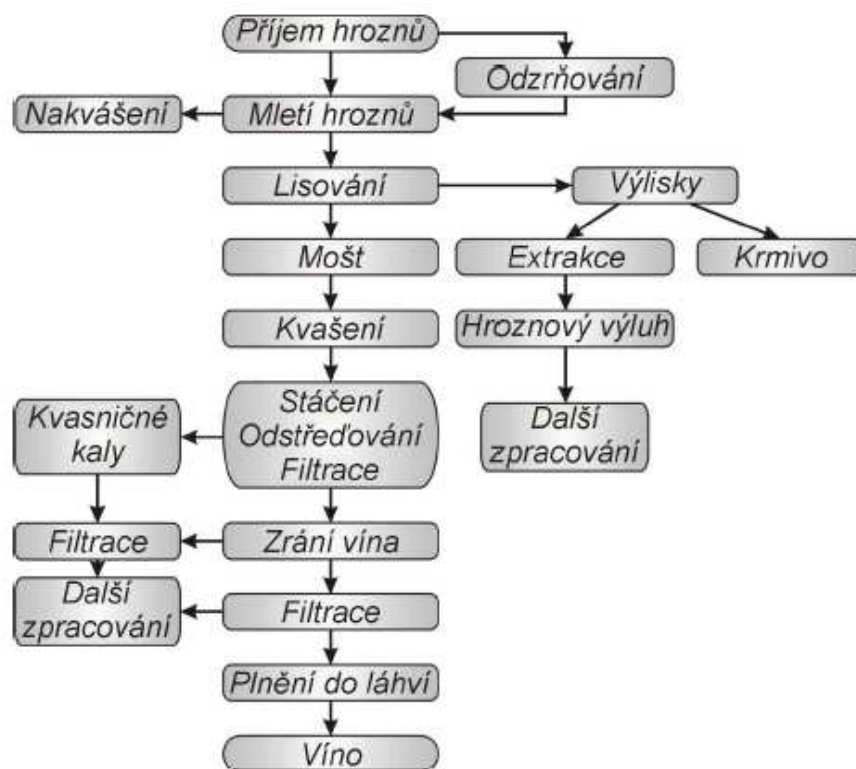 Příjem hroznů
Odzrňování
Nakvášení
Mletí hroznů
Lisování
Výlisky
Mošt
Extrakce
Krmivo
Kvašení
Hroznový výluh
Kvasničné
kaly
Stáčení
Odstřeďování
Filtrace
Další
zpracování
Filtrace
Zrání vína
Další
zpracování
Filtrace
Plnění do láhví
Víno